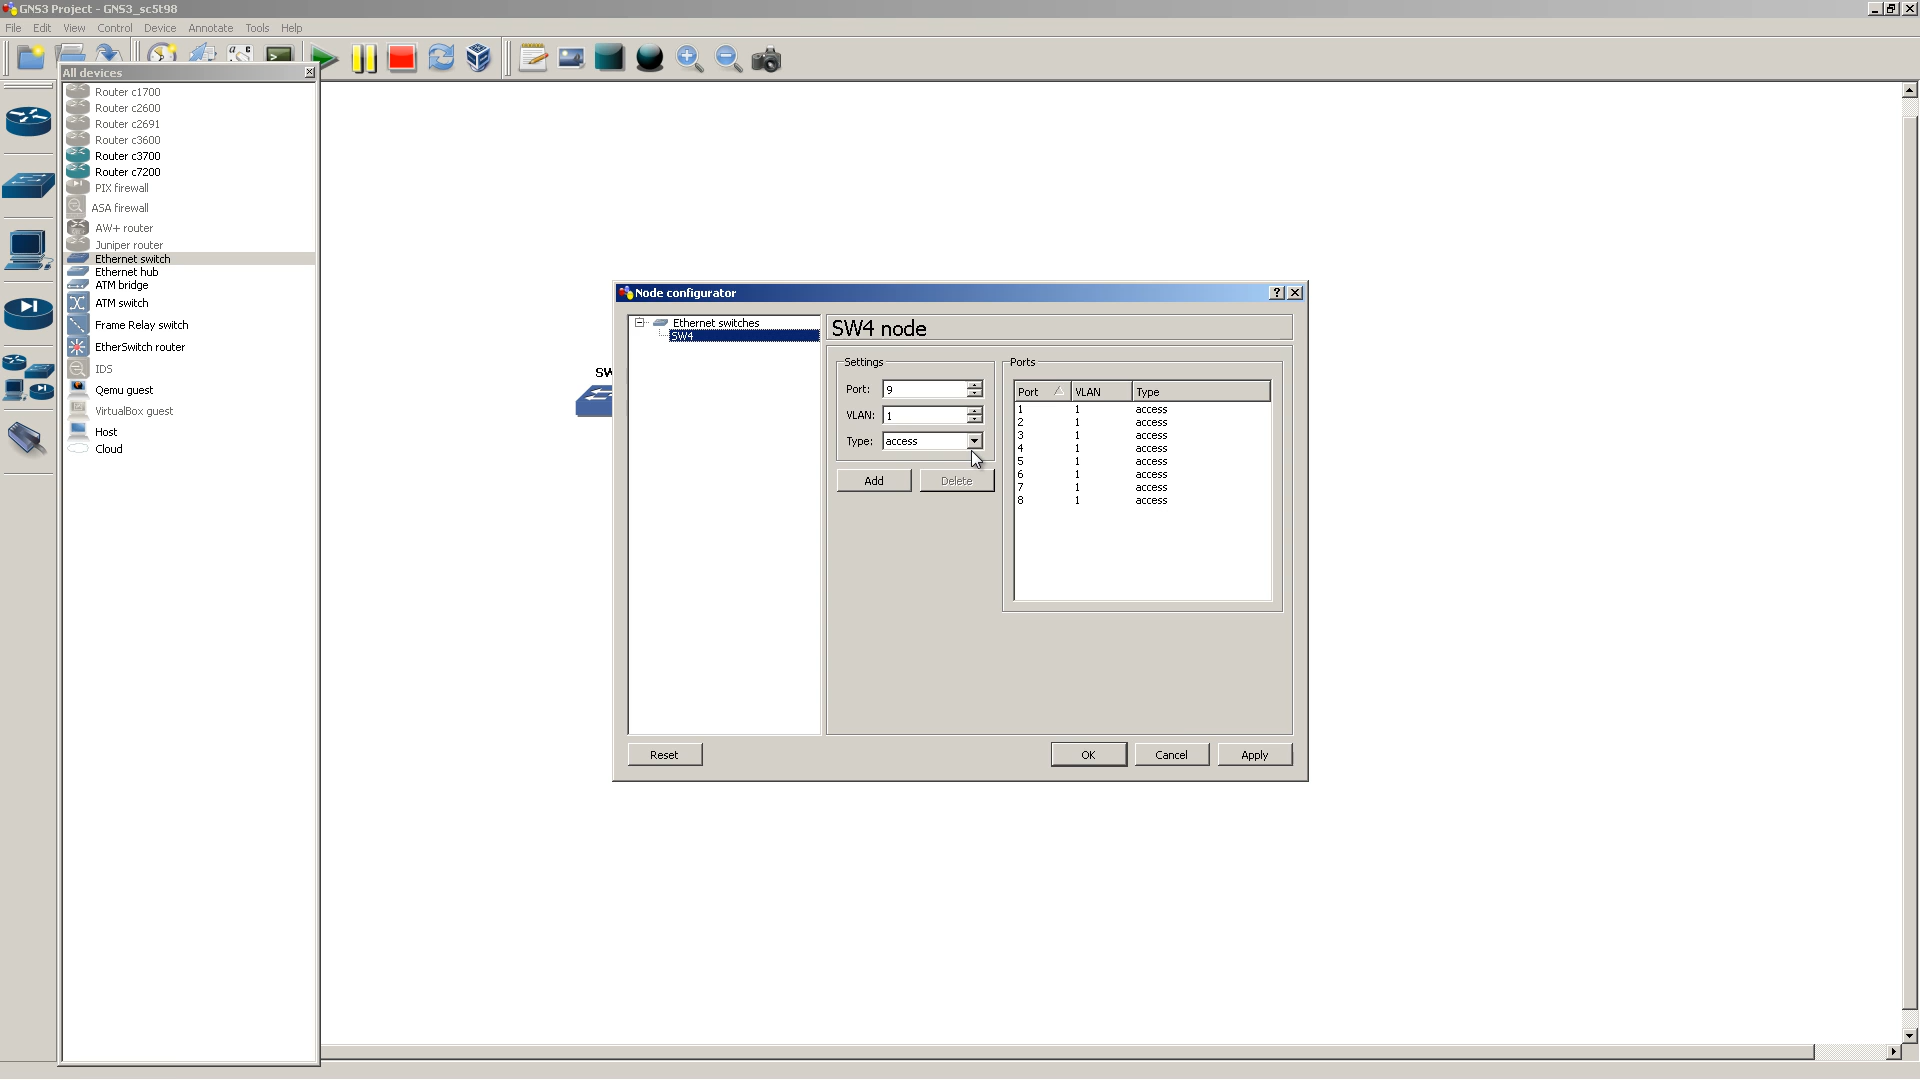 GNS3 Project - GNS3_sc5t98
File Edit View Control Device Annotate Tools Help
All devices
Router c1700
Router c2600
Router c2691
Router c3600
Router c3700
Router c7200
PIX firewall
ASA firewall
AW+ router
Juniper router
Ethernet switch
Ethernet hub
ATM bridge
ATM switch
Frame Relay switch
EtherSwitch router
IDS
Qemu guest
VirtualBox guest
Host
Cloud
SW
Node configurator
Ethernet switches
SW4
SW4 node
Settings
Port: 9
VLAN: 1
Type: access
Add Delete
Ports
Port VLAN Type
1 1 access
2 1 access
3 1 access
4 1 access
5 1 access
6 1 access
7 1 access
8 1 access
Reset OK Cancel Apply